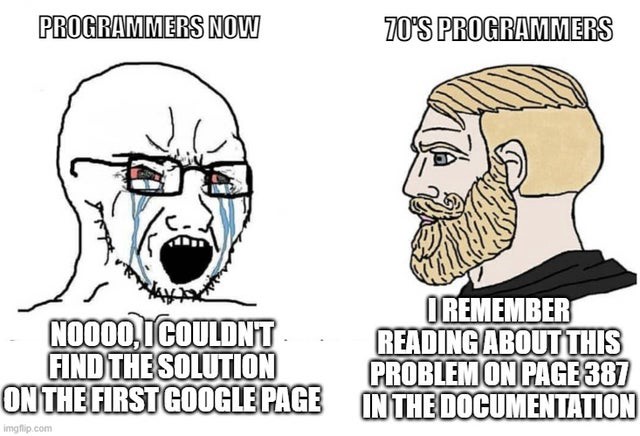 PROGRAMMERS NOW
70'S PROGRAMMERS
NOOOO, I COULDN'T
FIND THE SOLUTION
ON THE FIRST GOOGLE PAGE
I REMEMBER
READING ABOUT THIS
PROBLEM ON PAGE 387
IN THE DOCUMENTATION
imgflip.com